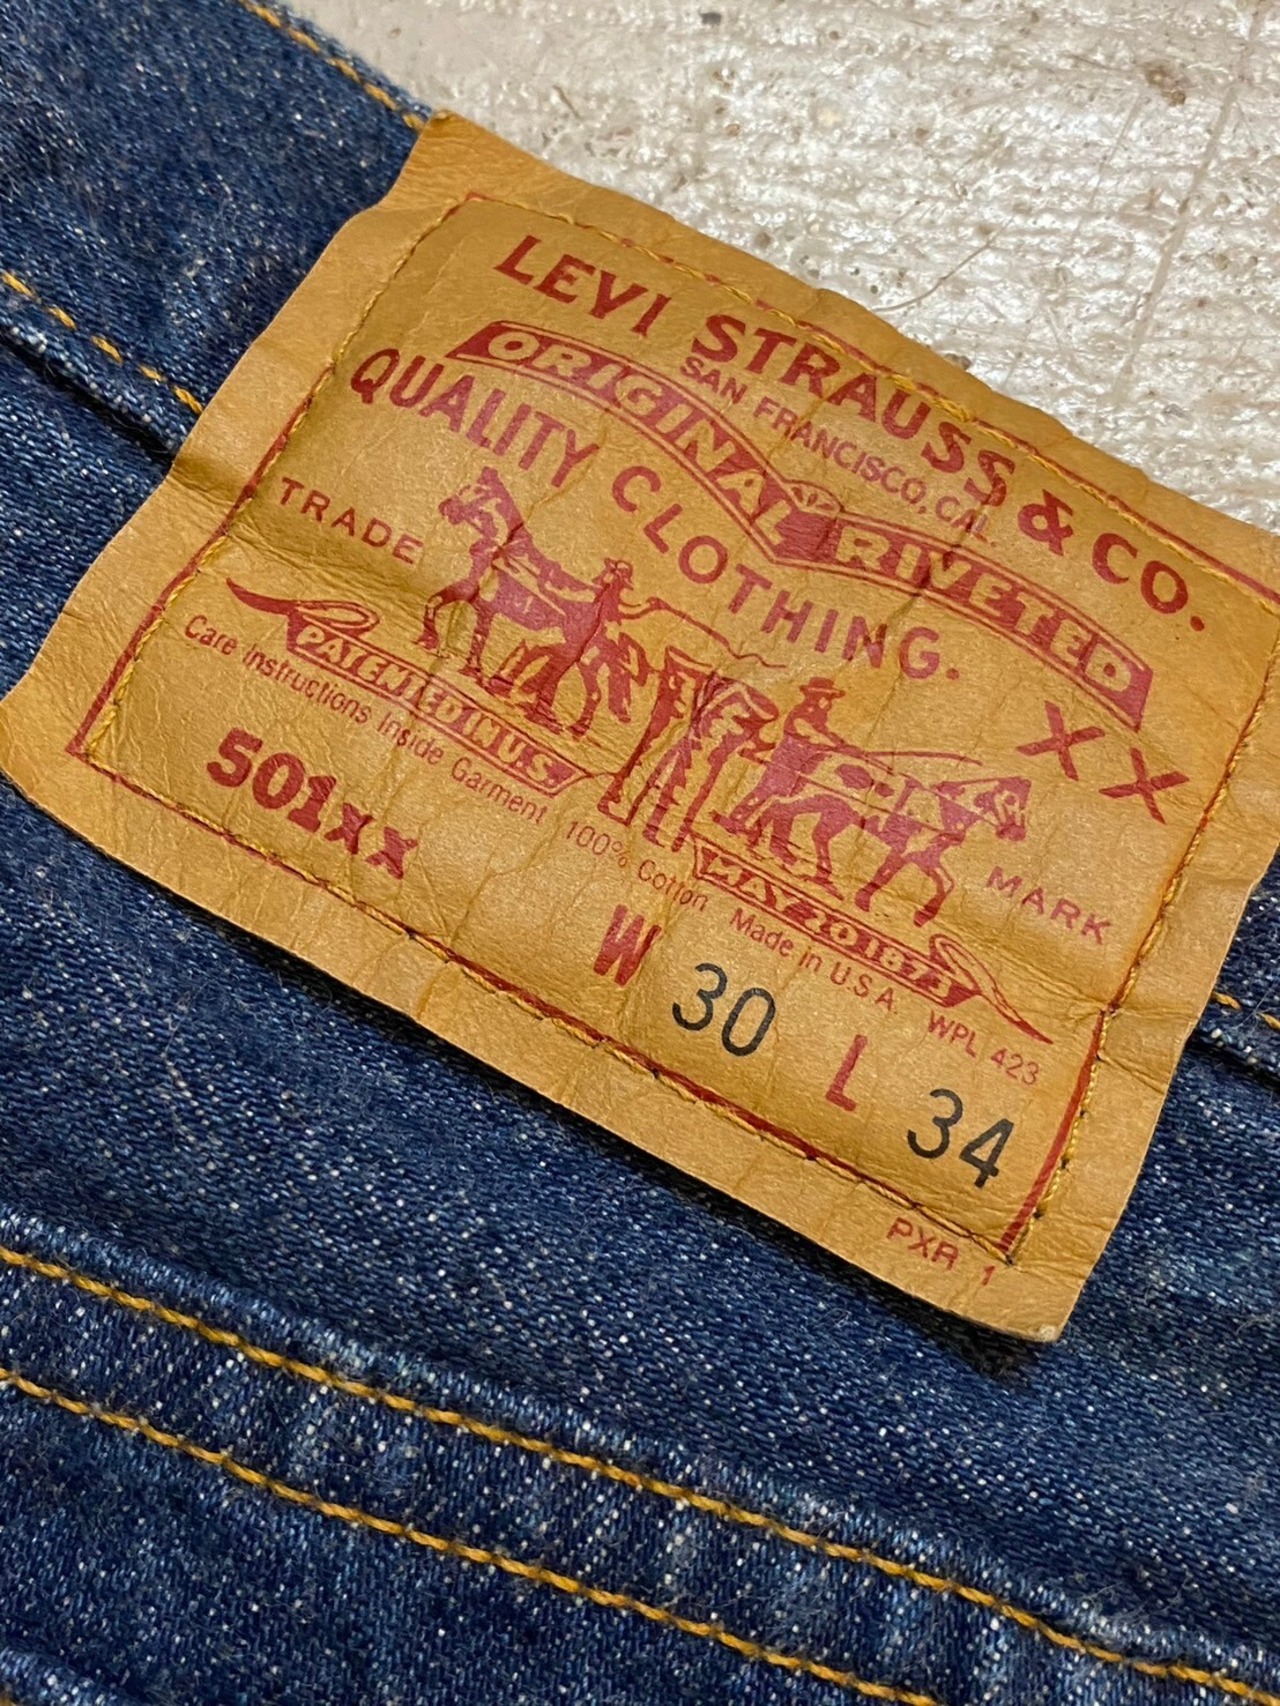 LEVI STRAUSS & CO.
SAN FRANCISCO, CAL.
ORIGINAL RIVETED
QUALITY CLOTHING.
XX
TRADE MARK
PATENTED IN U.S. MAY 20 1873
Care Instructions Inside Garment 100% Cotton Made in U.S.A. WPL 423
501xx
W 30 L 34
PXR 1